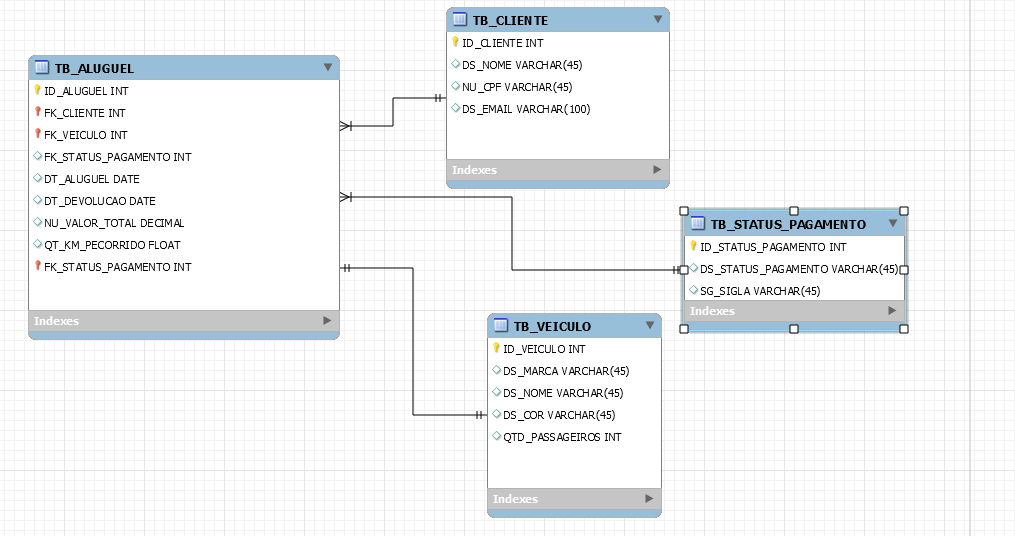 TB_CLIENTE
ID_CLIENTE INT
DS_NOME VARCHAR(45)
NU_CPF VARCHAR(45)
DS_EMAIL VARCHAR(100)
Indexes
TB_ALUGUEL
ID_ALUGUEL INT
FK_CLIENTE INT
FK_VEICULO INT
FK_STATUS_PAGAMENTO INT
DT_ALUGUEL DATE
DT_DEVOLUCAO DATE
NU_VALOR_TOTAL DECIMAL
QT_KM_PECORRIDO FLOAT
FK_STATUS_PAGAMENTO INT
Indexes
TB_STATUS_PAGAMENTO
ID_STATUS_PAGAMENTO INT
DS_STATUS_PAGAMENTO VARCHAR(45)
SG_SIGLA VARCHAR(45)
Indexes
TB_VEICULO
ID_VEICULO INT
DS_MARCA VARCHAR(45)
DS_NOME VARCHAR(45)
DS_COR VARCHAR(45)
QTD_PASSAGEIROS INT
Indexes